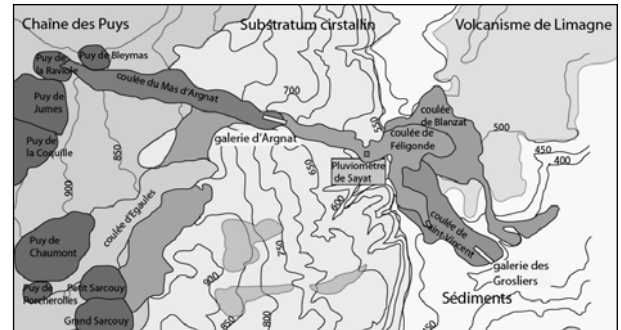 Chaîne des Puys
Substratum cirstallin
Volcanisme de Limagne
Puy de Bleymas
Puy de
la Raviole
coulée du Mas d'Argnat
Puy de
Jumes
Puy de
la Coquille
700
galerie d'Argnat
550
coulée
de Blanzat
coulée de
Féligonde
500
450
400
850
900
650
Pluviomètre
de Sayat
600
coulée d'Egaules
coulée de
Saint-Vincent
Puy de
Chaumont
750
900
galerie des
Grosliers
Puy de
Porcherolles
Petit Sarcouy
Grand Sarcouy
Sédiments
850
800